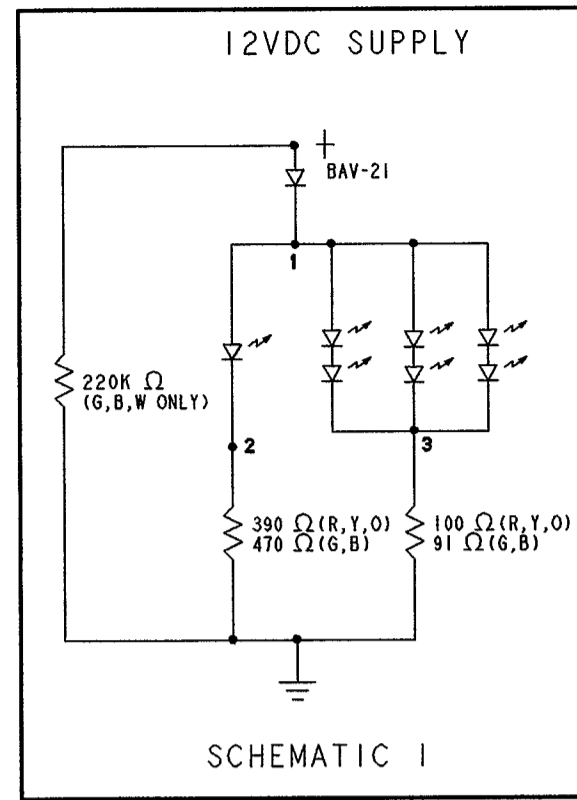 12VDC SUPPLY
+
BAV-21
1
220K Ω
(G,B,W ONLY)
2
3
390 Ω(R,Y,O)
470 Ω(G,B)
100 Ω(R,Y,O)
91 Ω(G,B)
SCHEMATIC 1